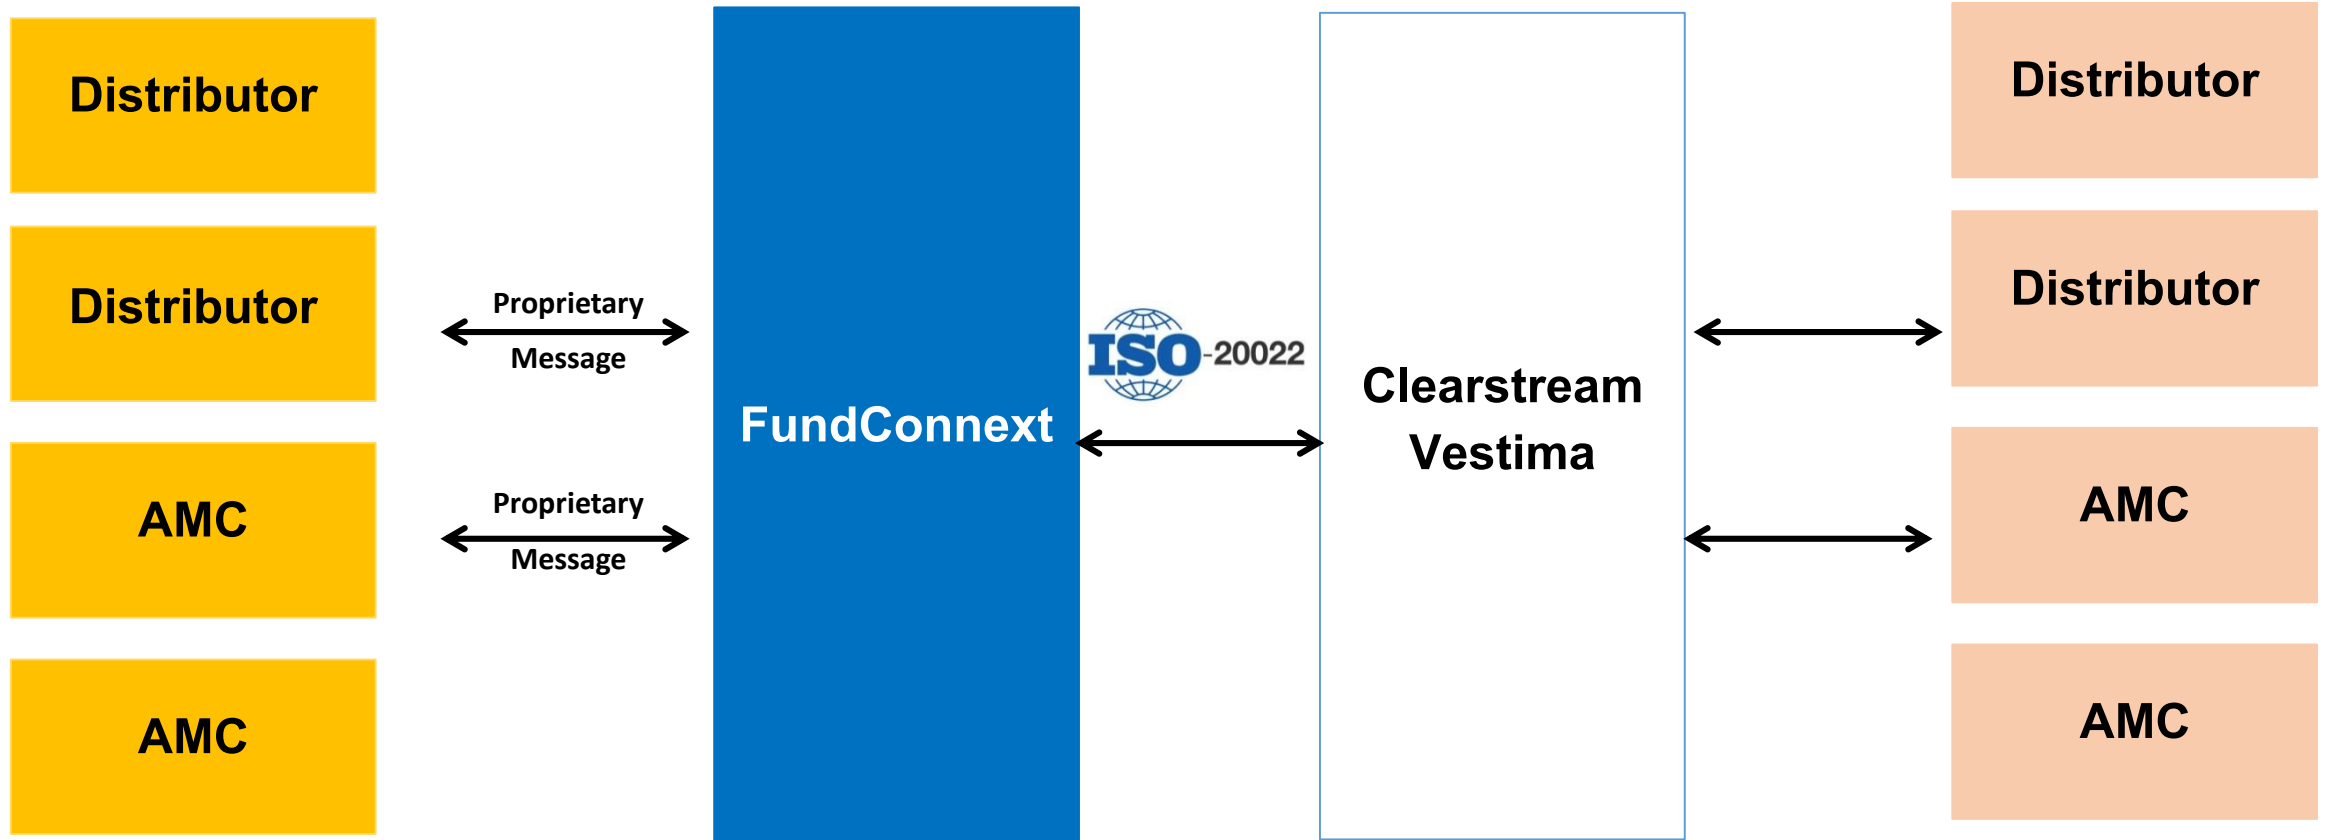 Distributor
Distributor
AMC
AMC
Proprietary
Message
Proprietary
Message
FundConnext
ISO-20022
Clearstream
Vestima
Distributor
Distributor
AMC
AMC